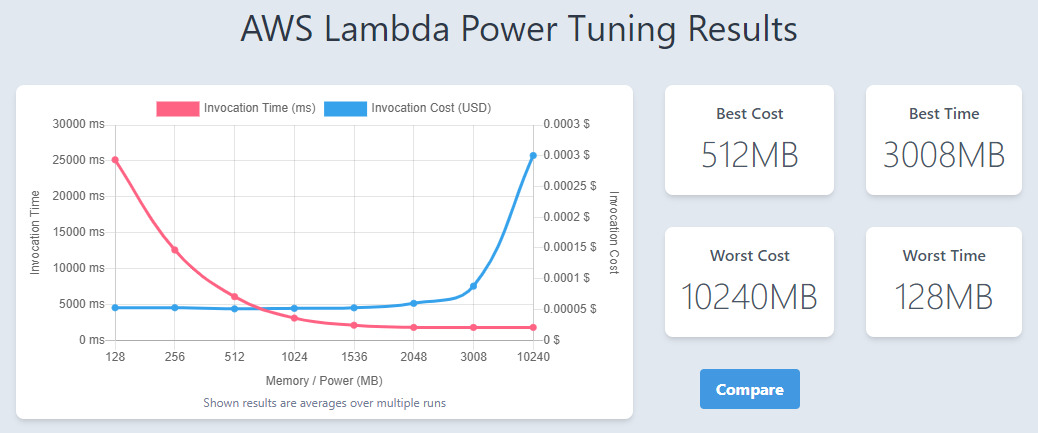 AWS Lambda Power Tuning Results
Invocation Time (ms) Invocation Cost (USD)
30000 ms
25000 ms
20000 ms
15000 ms
10000 ms
5000 ms
0 ms
Invocation Time
0.0003 $
0.0003 $
0.00025 $
0.0002 $
0.00015 $
0.0001 $
0.00005 $
0 $
Invocation Cost
128 256 512 1024 1536 2048 3008 10240
Memory / Power (MB)
Shown results are averages over multiple runs
Best Cost
512MB
Best Time
3008MB
Worst Cost
10240MB
Worst Time
128MB
Compare